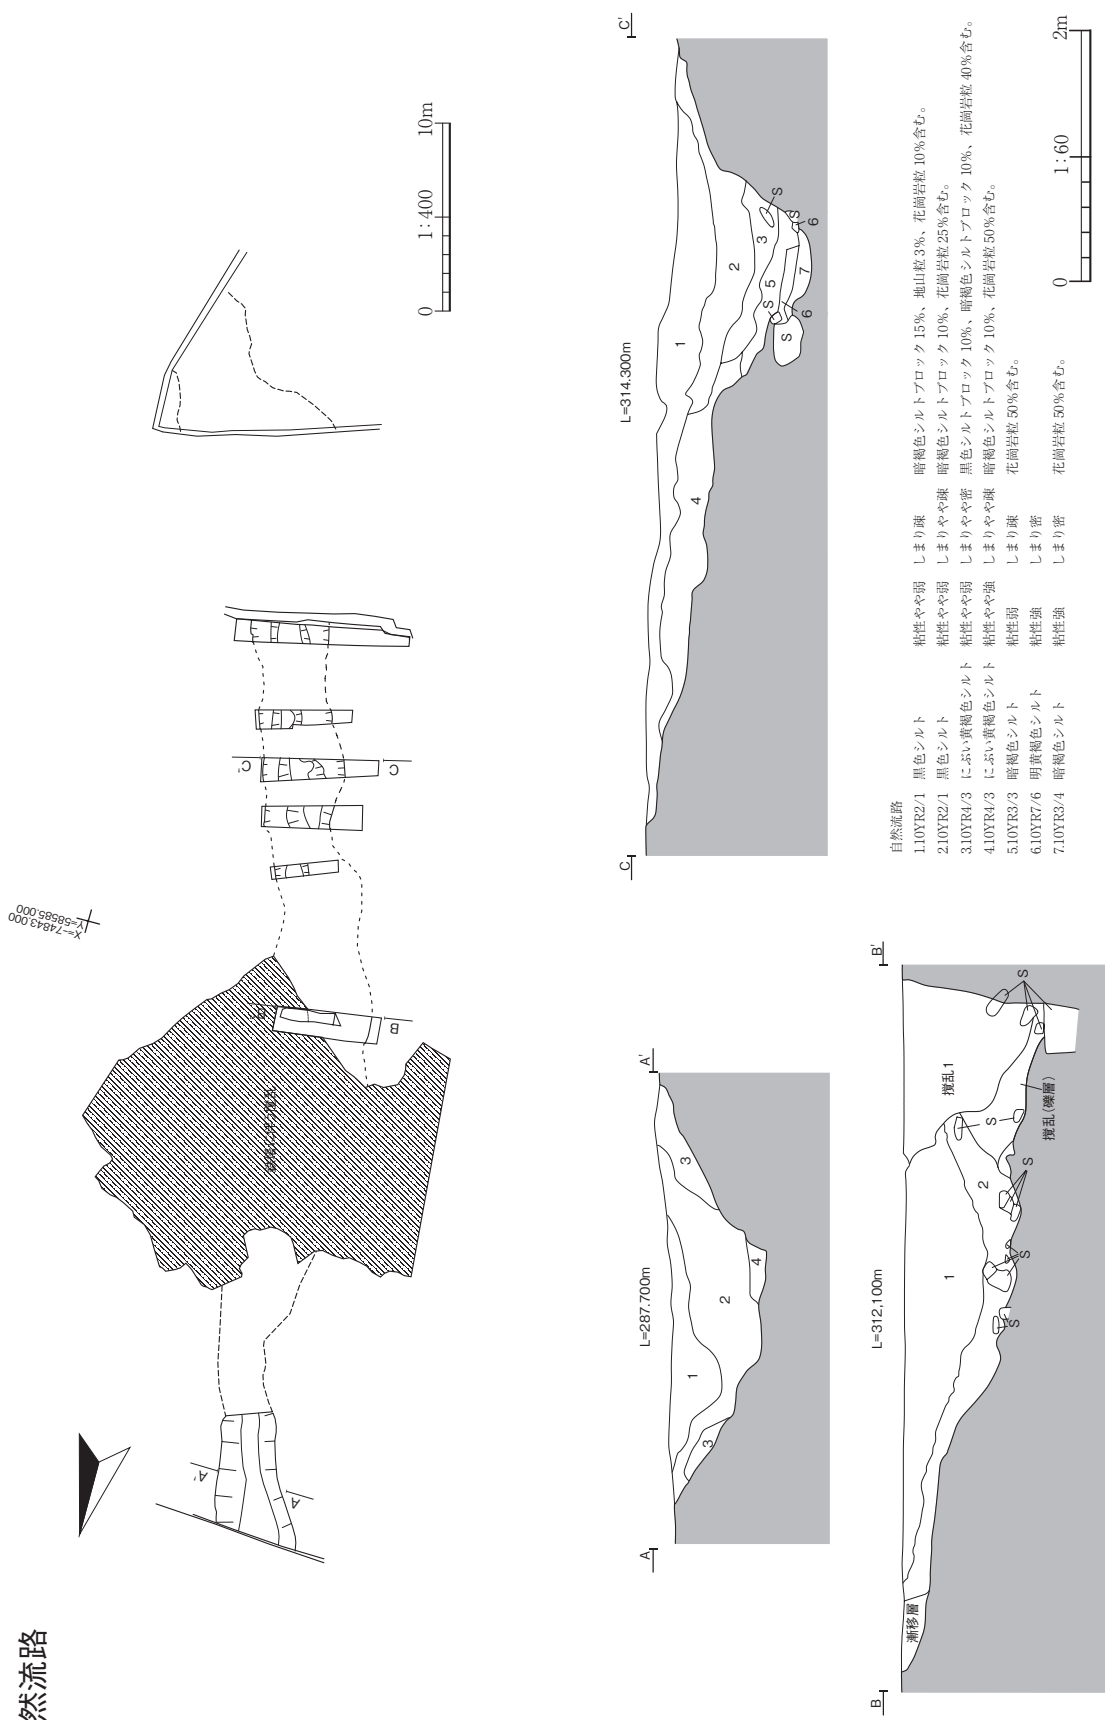 然流路
X=-74843.000
Y=58585.000
A'
A
B
C'
C
0
1:400
10m
A
L=287.700m
A'
1
2
3
3
4
B
L=312,100m
B'
漸移層
1
2
撹乱1
撹乱(礫層)
S
S
S
S
S
C
L=314.300m
C'
1
2
3
4
5
6
6
7
S
S
S
S
自然流路
1.10YR2/1 黒色シルト 粘性やや弱 しまり疎 暗褐色シルトブロック15%、地山粒3%、花崗岩粒10%含む。
2.10YR2/1 黒色シルト 粘性やや弱 しまりやや疎 暗褐色シルトブロック10%、花崗岩粒25%含む。
3.10YR4/3 にぶい黄褐色シルト 粘性やや弱 しまりやや密 黒色シルトブロック10%、暗褐色シルトブロック10%、花崗岩粒40%含む。
4.10YR4/3 にぶい黄褐色シルト 粘性やや強 しまりやや疎 暗褐色シルトブロック10%、花崗岩粒50%含む。
5.10YR3/3 暗褐色シルト 粘性弱 しまり疎 花崗岩粒50%含む。
6.10YR7/6 明黄褐色シルト 粘性強 しまり密
7.10YR3/4 暗褐色シルト 粘性強 しまり密 花崗岩粒50%含む。
0
1:60
2m